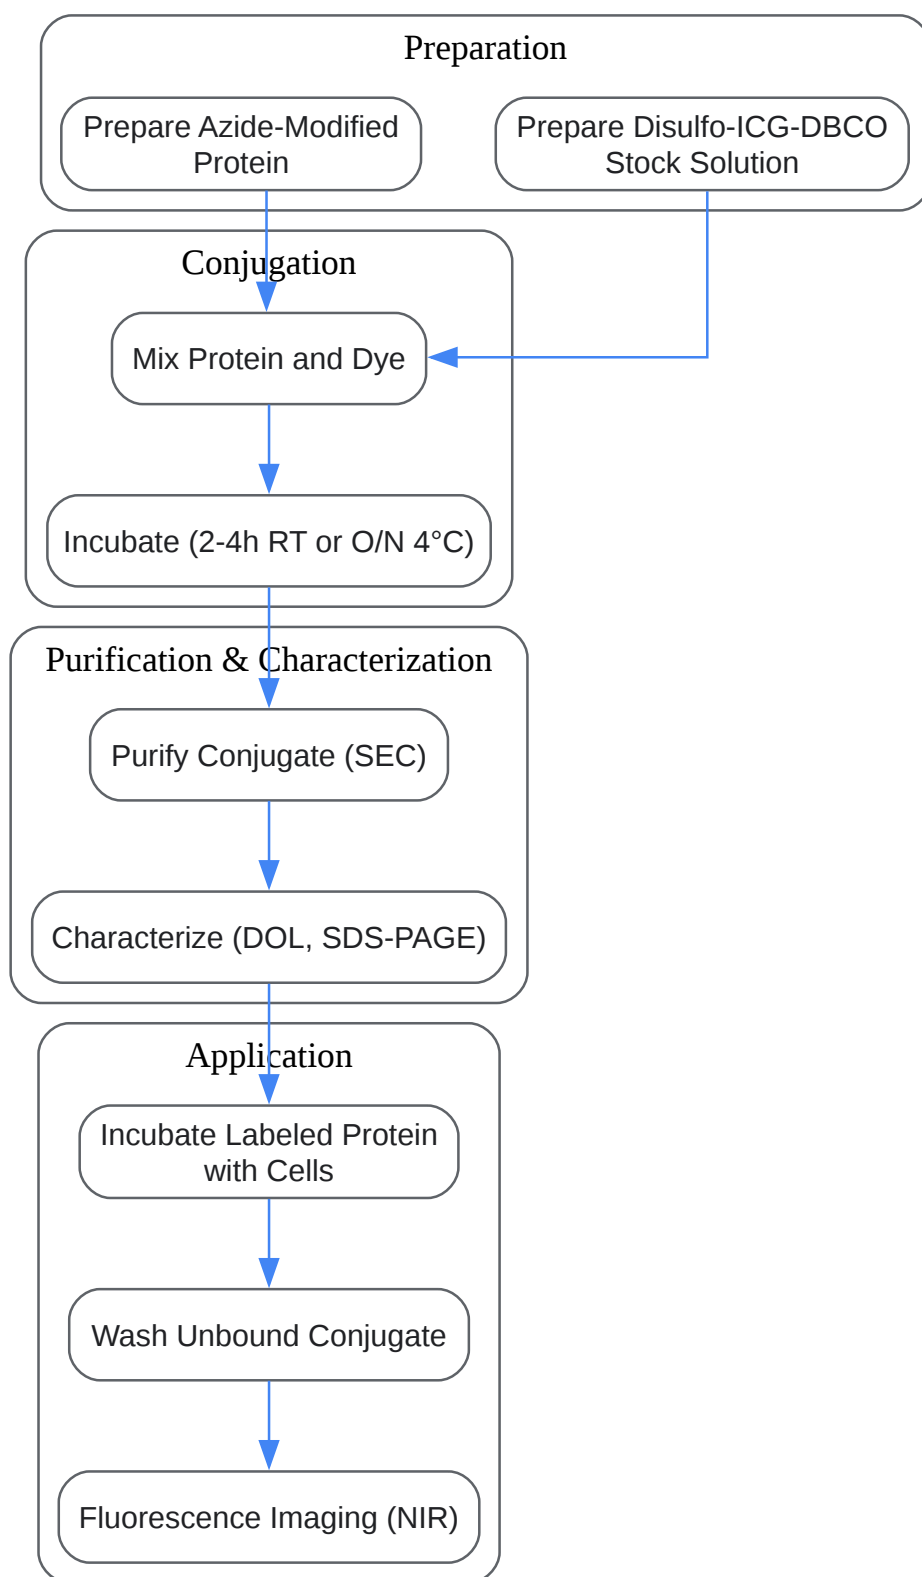 Preparation
Prepare Azide-Modified
Protein
Prepare Disulfo-ICG-DBCO
Stock Solution
Conjugation
Mix Protein and Dye
Incubate (2-4h RT or O/N 4°C)
Purification & Characterization
Purify Conjugate (SEC)
Characterize (DOL, SDS-PAGE)
Application
Incubate Labeled Protein
with Cells
Wash Unbound Conjugate
Fluorescence Imaging (NIR)